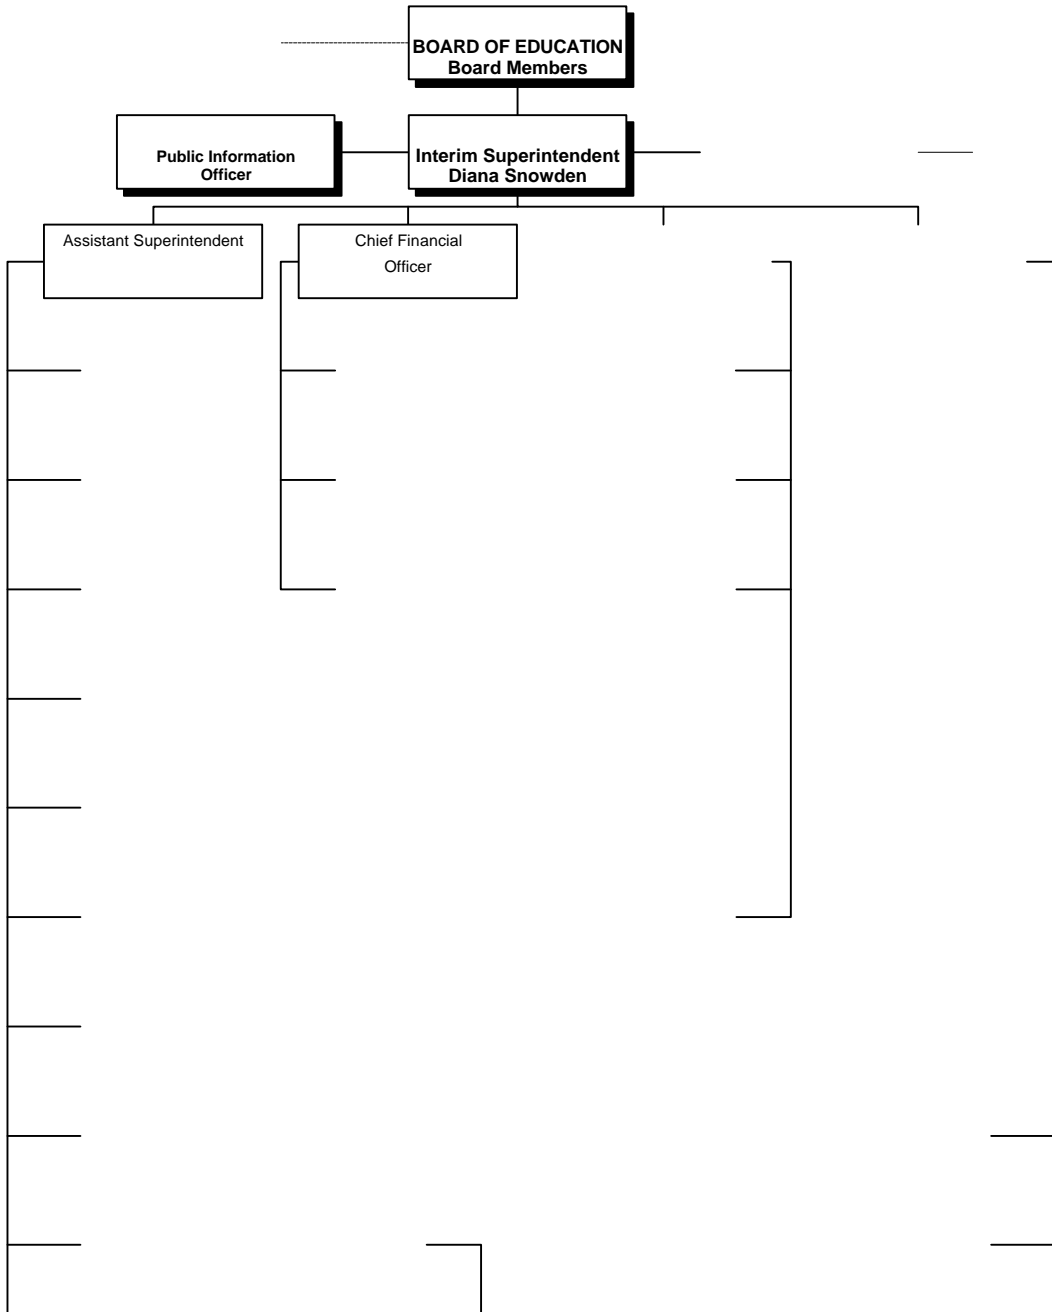 BOARD OF EDUCATION
Board Members
Public Information
Officer
Interim Superintendent
Diana Snowden
Assistant Superintendent
Chief Financial
Officer